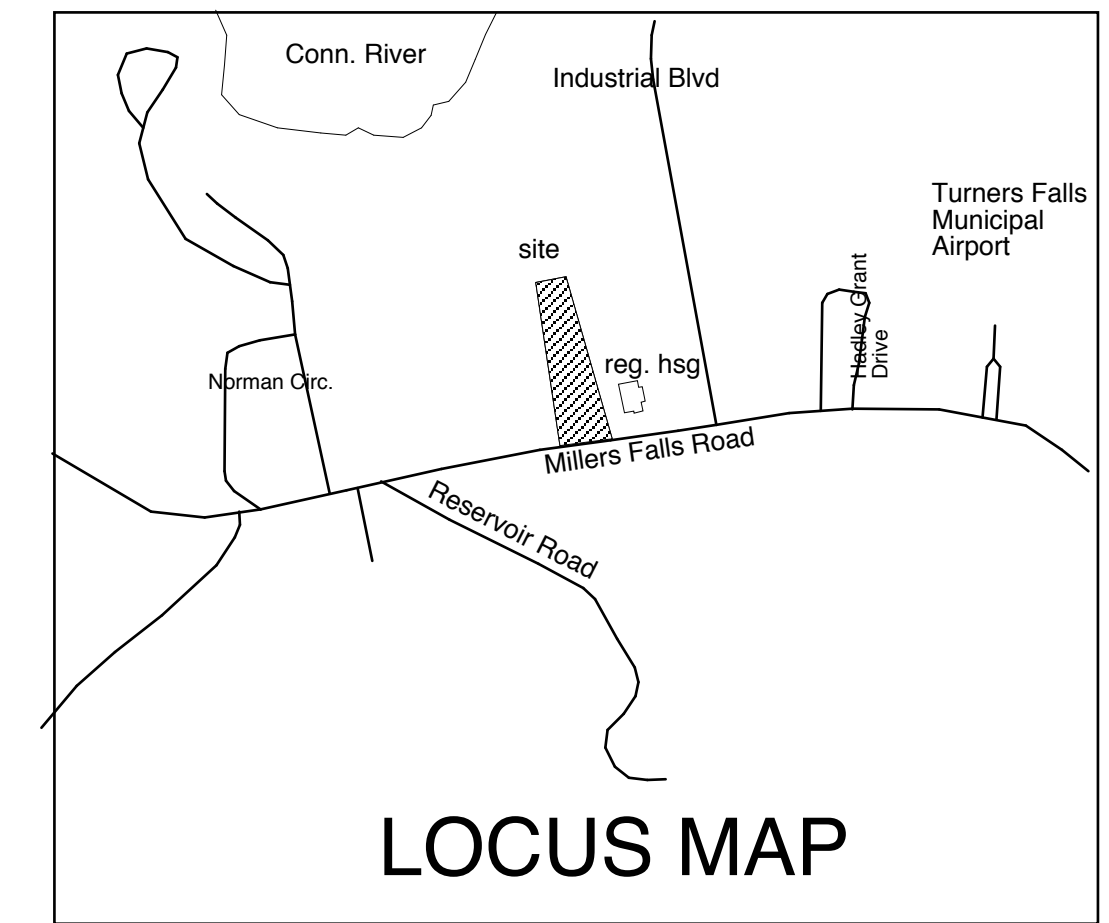 Conn. River
Industrial Blvd
Turners Falls
Municipal
Airport
site
Hadley Grant
Drive
reg. hsg
Norman Circ.
Millers Falls Road
Reservoir Road
LOCUS MAP